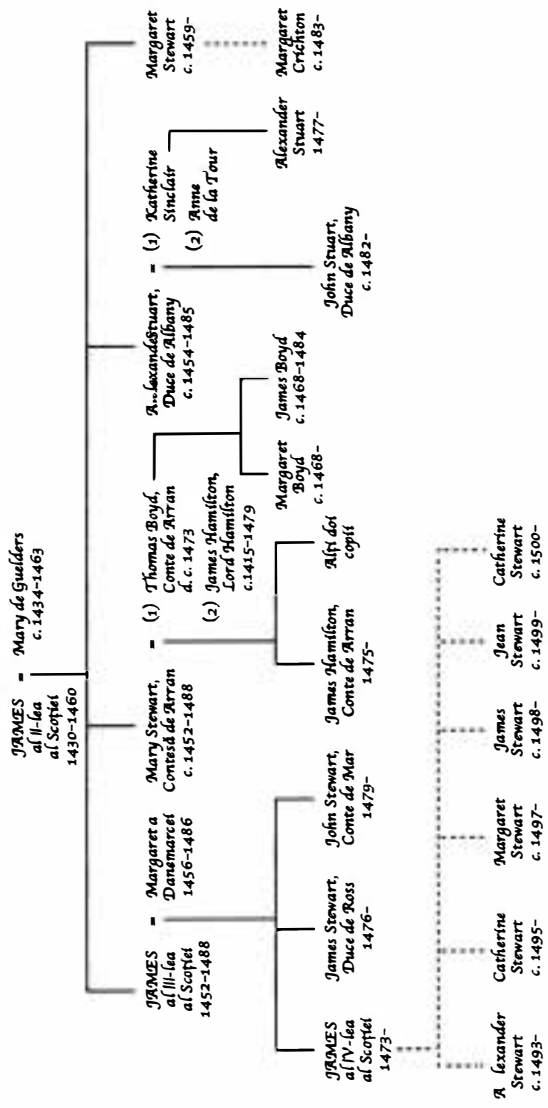 JAMES
al II-lea
al Scoției
1430–1460
=
Mary de Guelders
c. 1434–1463
JAMES
al III-lea
al Scoției
1452–1488
=
Margaret a
Danemarcei
1456–1486
Mary Stewart,
Contesă de Arran
c. 1452–1488
=
(1) Thomas Boyd,
Conte de Arran
d. c. 1473
(2) James Hamilton,
Lord Hamilton
c.1415–1479
Duce de Albany
c. 1454–1485
=
(1) Katherine
Sinclair
(2) Anne
de la Tour
Margaret
Stewart
c. 1459–
JAMES
al IV-lea
al Scoției
1473–
James Stewart,
Duce de Ross
1476–
John Stewart,
Conte de Mar
1479–
James Hamilton,
Conte de Arran
1475–
Alți doi
copii
Margaret
Boyd
c. 1468–
James Boyd
c. 1468–1484
John Stuart,
Duce de Albany
c. 1482–
Alexander
Stuart
1477–
Margaret
Crichton
c. 1483–
A lexander
Stewart
c. 1493–
Catherine
Stewart
c. 1495–
Margaret
Stewart
c. 1497–
James
Stewart
c. 1498–
Jean
Stewart
c. 1499–
Catherine
Stewart
c. 1500–